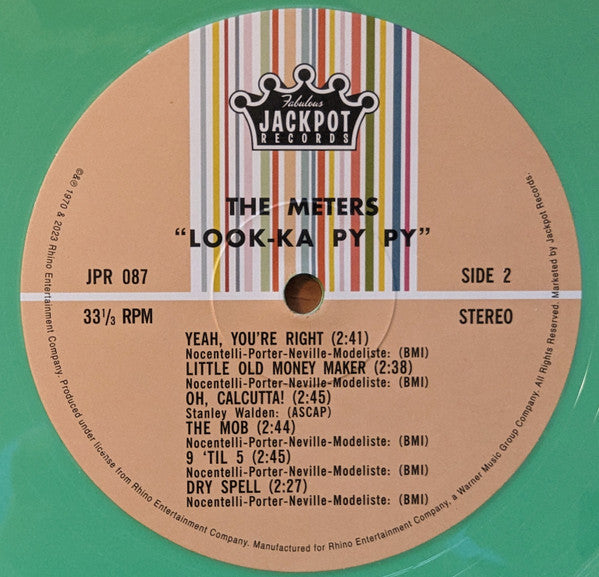 Fabulous
JACKPOT
RECORDS
THE METERS
"LOOK-KA PY PY"
JPR 087
SIDE 2
33 1/3 RPM
STEREO
YEAH, YOU'RE RIGHT (2:41)
Nocentelli-Porter-Neville-Modeliste: (BMI)
LITTLE OLD MONEY MAKER (2:38)
Nocentelli-Porter-Neville-Modeliste: (BMI)
OH, CALCUTTA! (2:45)
Stanley Walden: (ASCAP)
THE MOB (2:44)
Nocentelli-Porter-Neville-Modeliste: (BMI)
9 'TIL 5 (2:45)
Nocentelli-Porter-Neville-Modeliste: (BMI)
DRY SPELL (2:27)
Nocentelli-Porter-Neville-Modeliste: (BMI)
©&℗ 1970 & 2023 Rhino Entertainment Company. Produced under license from Rhino Entertainment Company. Manufactured for Rhino Entertainment Company, a Warner Music Group Company. All Rights Reserved. Marketed by Jackpot Records.